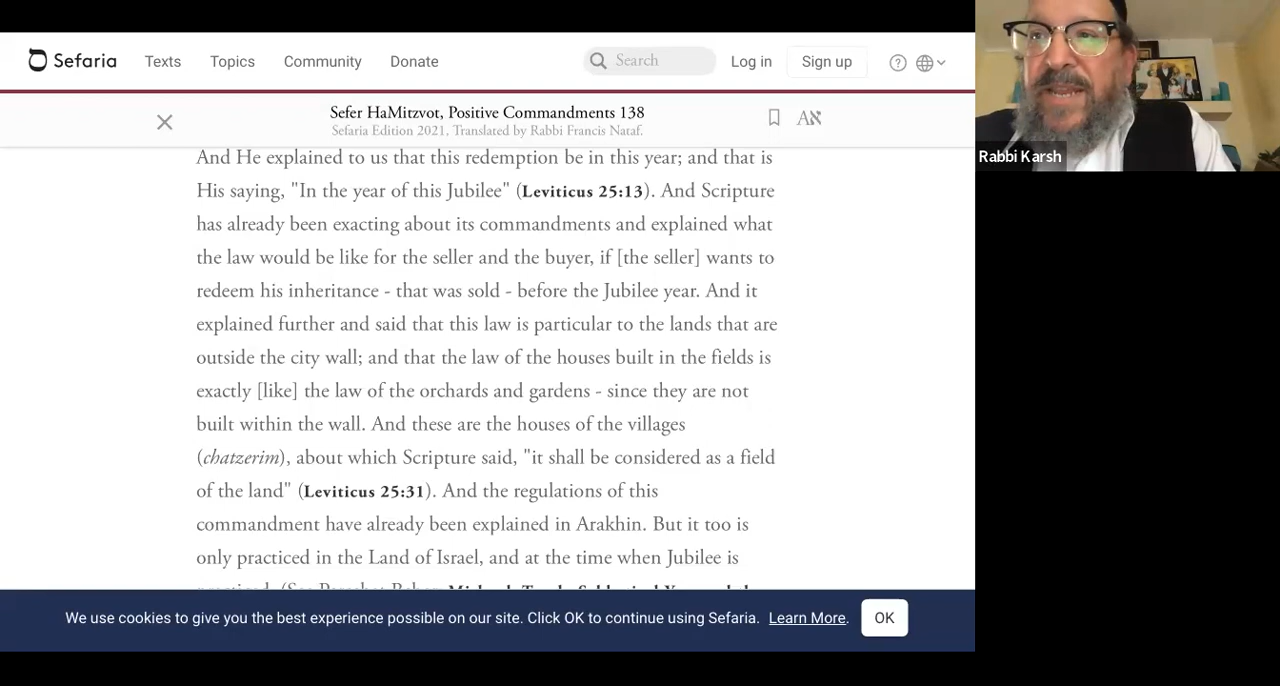 Sefaria Texts Topics Community Donate Search Log in Sign up
Sefer HaMitzvot, Positive Commandments 138
Sefaria Edition 2021, Translated by Rabbi Francis Nataf.
And He explained to us that this redemption be in this year; and that is
His saying, "In the year of this Jubilee" (Leviticus 25:13). And Scripture
has already been exacting about its commandments and explained what
the law would be like for the seller and the buyer, if [the seller] wants to
redeem his inheritance - that was sold - before the Jubilee year. And it
explained further and said that this law is particular to the lands that are
outside the city wall; and that the law of the houses built in the fields is
exactly [like] the law of the orchards and gardens - since they are not
built within the wall. And these are the houses of the villages
(chatzerim), about which Scripture said, "it shall be considered as a field
of the land" (Leviticus 25:31). And the regulations of this
commandment have already been explained in Arakhin. But it too is
only practiced in the Land of Israel, and at the time when Jubilee is
We use cookies to give you the best experience possible on our site. Click OK to continue using Sefaria. Learn More. OK
Rabbi Karsh